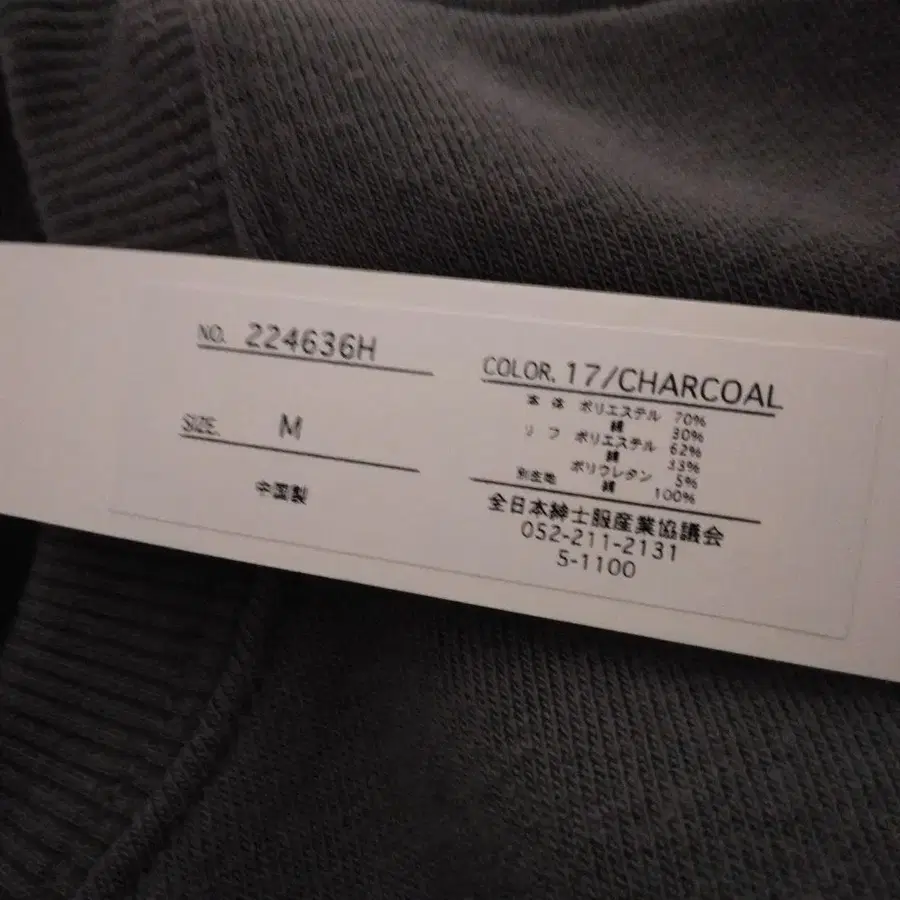 NO. 224636H
SIZE. M
中国製
COLOR. 17/CHARCOAL
本体 ポリエステル 70%
綿 30%
リブ ポリエステル 62%
綿 33%
ポリウレタン 5%
別生地 綿 100%
全日本紳士服産業協議会
052-211-2131
5-1100